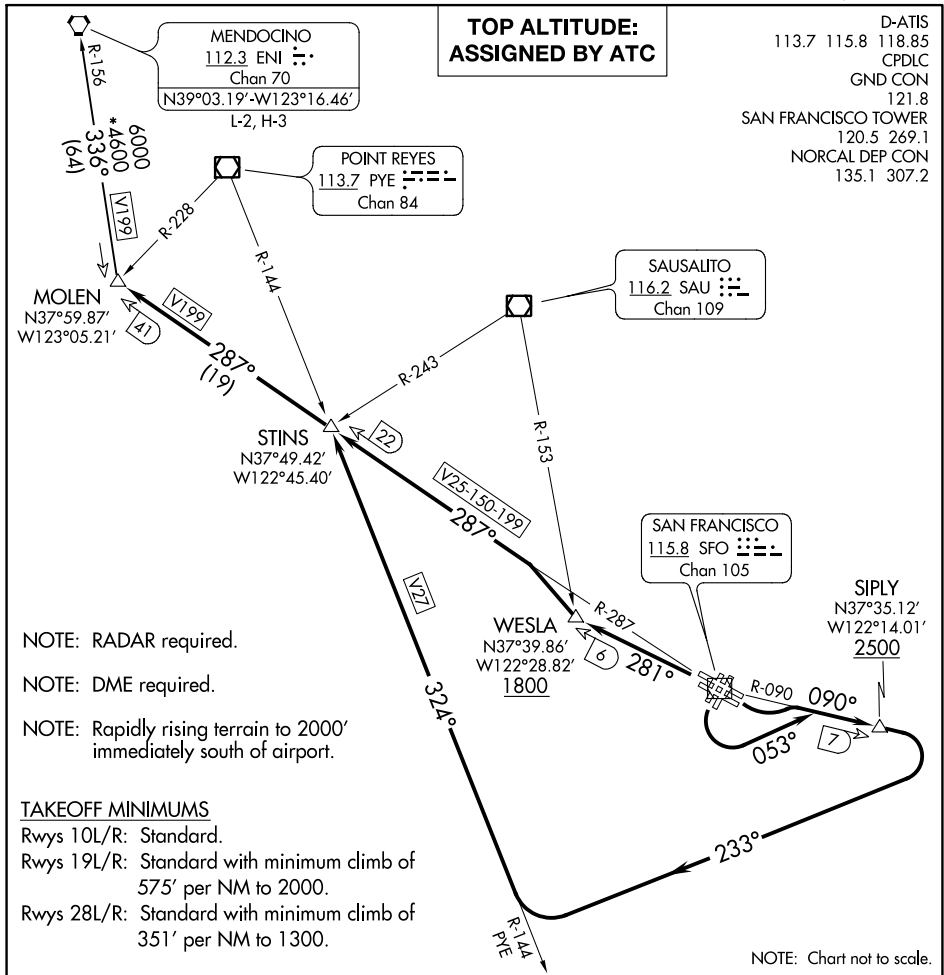 TOP ALTITUDE:
ASSIGNED BY ATC
D-ATIS
113.7 115.8 118.85
CPDLC
GND CON
121.8
SAN FRANCISCO TOWER
120.5 269.1
NORCAL DEP CON
135.1 307.2
MENDOCINO
112.3 ENI
Chan 70
N39°03.19'-W123°16.46'
L-2, H-3
R-156
6000
*4600
336°
(64)
V199
POINT REYES
113.7 PYE
Chan 84
R-228
R-144
SAUSALITO
116.2 SAU
Chan 109
R-243
R-153
MOLEN
N37°59.87'
W123°05.21'
41
V199
287°
(19)
STINS
N37°49.42'
W122°45.40'
22
V25-150-199
287°
SAN FRANCISCO
115.8 SFO
Chan 105
WESLA
N37°39.86'
W122°28.82'
1800
6
R-287
281°
SIPLY
N37°35.12'
W122°14.01'
2500
R-090
090°
7
053°
V27
324°
233°
R-144
PYE
NOTE: RADAR required.
NOTE: DME required.
NOTE: Rapidly rising terrain to 2000'
immediately south of airport.
TAKEOFF MINIMUMS
Rwys 10L/R: Standard.
Rwys 19L/R: Standard with minimum climb of
575' per NM to 2000.
Rwys 28L/R: Standard with minimum climb of
351' per NM to 1300.
NOTE: Chart not to scale.